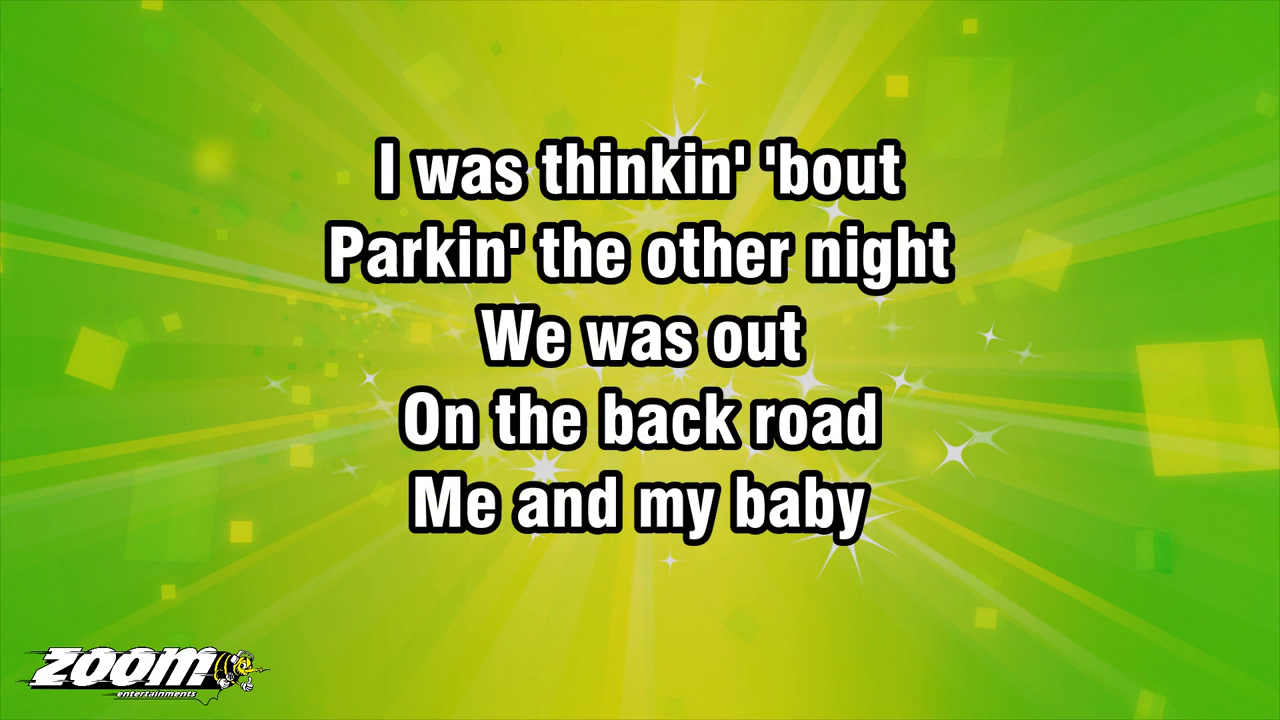 I was thinkin' 'bout
Parkin' the other night
We was out
On the back road
Me and my baby
zoom
entertainments